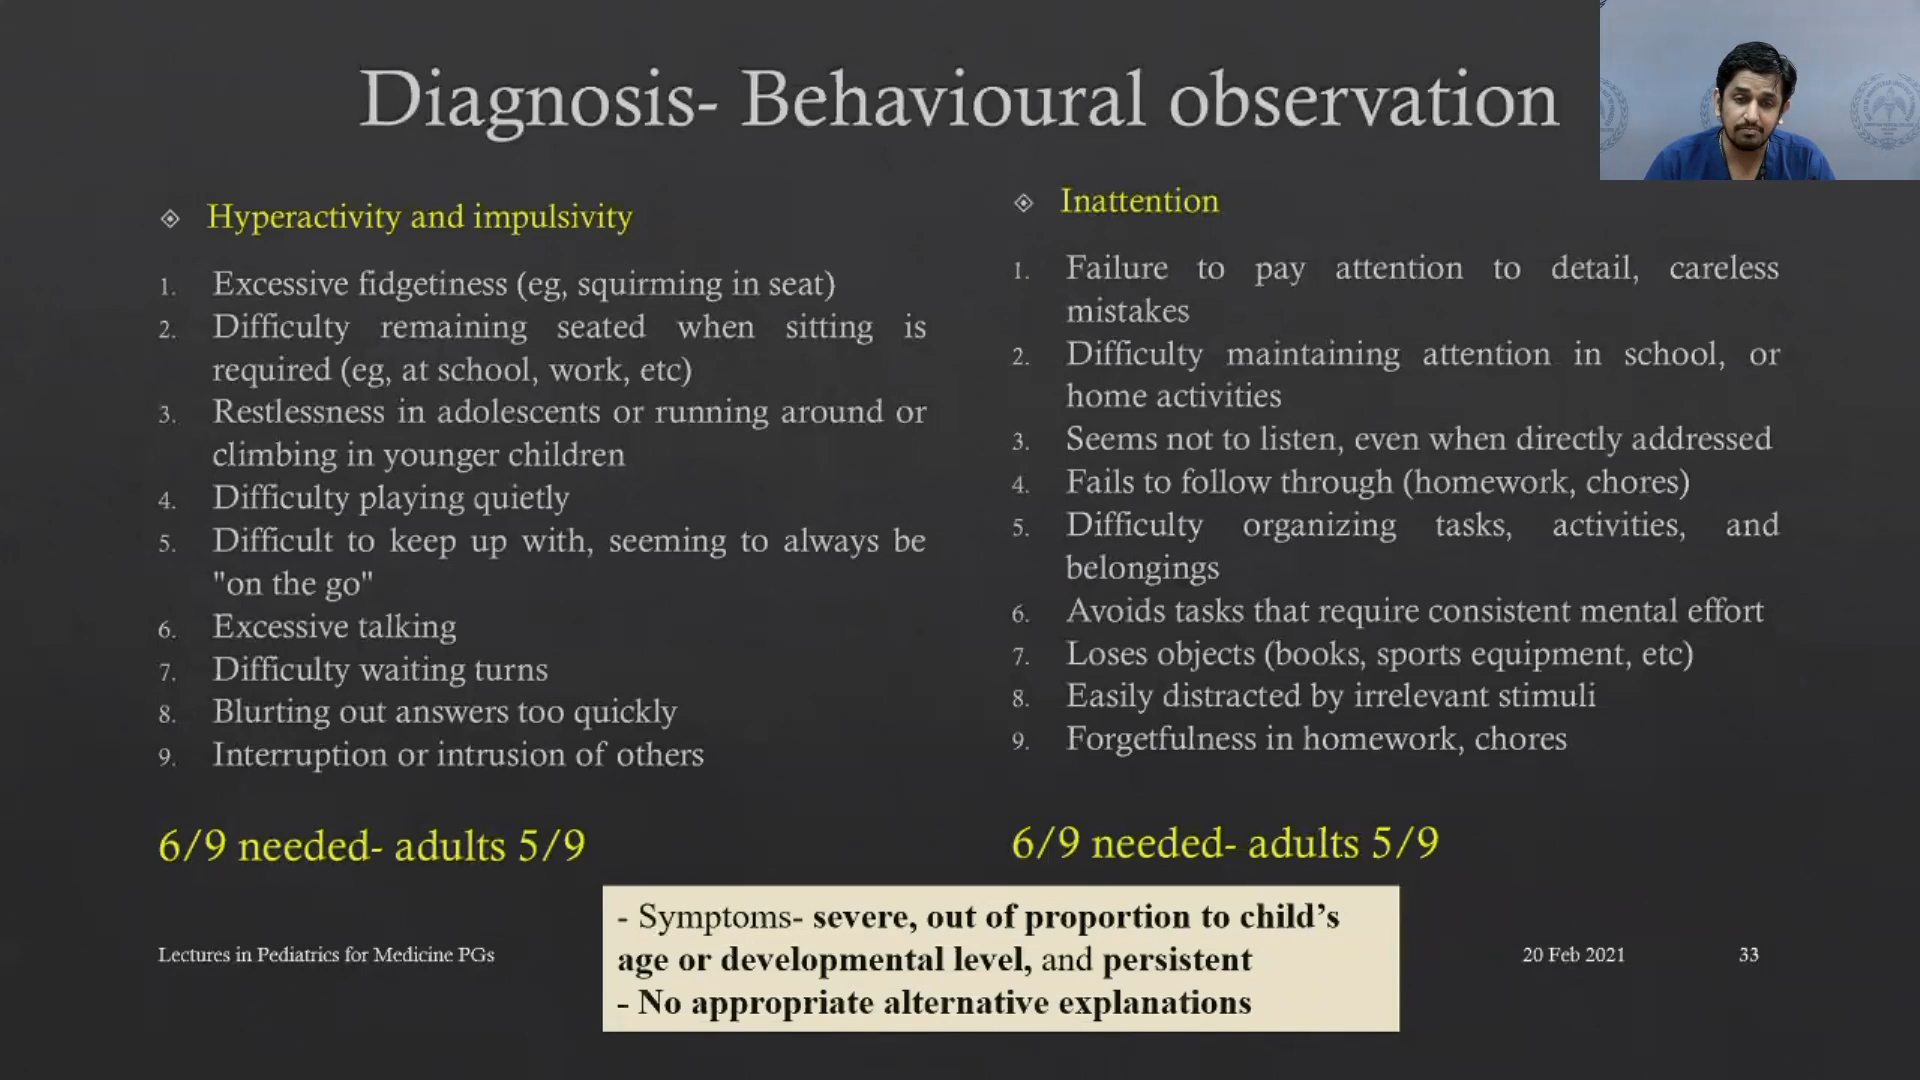 Diagnosis- Behavioural observation
Hyperactivity and impulsivity
1. Excessive fidgetiness (eg, squirming in seat)
2. Difficulty remaining seated when sitting is
required (eg, at school, work, etc)
3. Restlessness in adolescents or running around or
climbing in younger children
4. Difficulty playing quietly
5. Difficult to keep up with, seeming to always be
"on the go"
6. Excessive talking
7. Difficulty waiting turns
8. Blurting out answers too quickly
9. Interruption or intrusion of others
6/9 needed- adults 5/9
Inattention
1. Failure to pay attention to detail, careless
mistakes
2. Difficulty maintaining attention in school, or
home activities
3. Seems not to listen, even when directly addressed
4. Fails to follow through (homework, chores)
5. Difficulty organizing tasks, activities, and
belongings
6. Avoids tasks that require consistent mental effort
7. Loses objects (books, sports equipment, etc)
8. Easily distracted by irrelevant stimuli
9. Forgetfulness in homework, chores
6/9 needed- adults 5/9
- Symptoms- severe, out of proportion to child’s
age or developmental level, and persistent
- No appropriate alternative explanations
Lectures in Pediatrics for Medicine PGs
20 Feb 2021
33